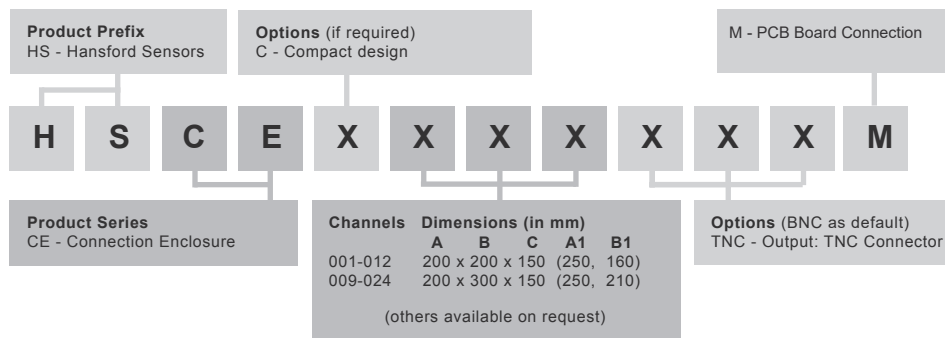 Product Prefix
HS - Hansford Sensors
Options (if required)
C - Compact design
M - PCB Board Connection
H S C E X X X X X X X M
Product Series
CE - Connection Enclosure
Channels Dimensions (in mm)
A B C A1 B1
001-012 200 x 200 x 150 (250, 160)
009-024 200 x 300 x 150 (250, 210)
(others available on request)
Options (BNC as default)
TNC - Output: TNC Connector